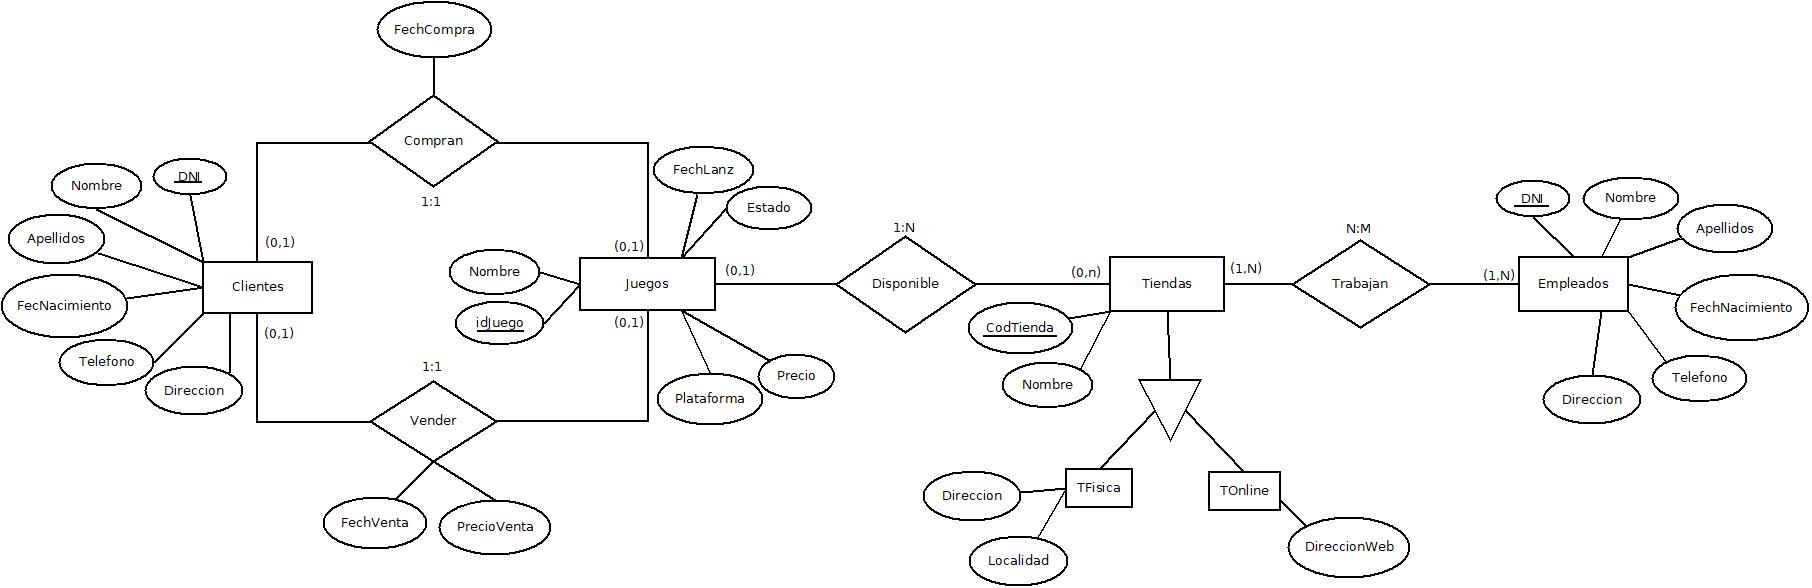 FechCompra
Compran
1:1
Nombre
DNI
Apellidos
FecNacimiento
Telefono
Direccion
Clientes
(0,1)
(0,1)
1:1
Vender
FechVenta
PrecioVenta
FechLanz
Estado
(0,1)
Nombre
idJuego
Juegos
(0,1)
(0,1)
Plataforma
Precio
1:N
Disponible
(0,n)
Tiendas
(1,N)
CodTienda
Nombre
TFisica
TOnline
Direccion
Localidad
DireccionWeb
N:M
Trabajan
(1,N)
Empleados
DNI
Nombre
Apellidos
FechNacimiento
Telefono
Direccion